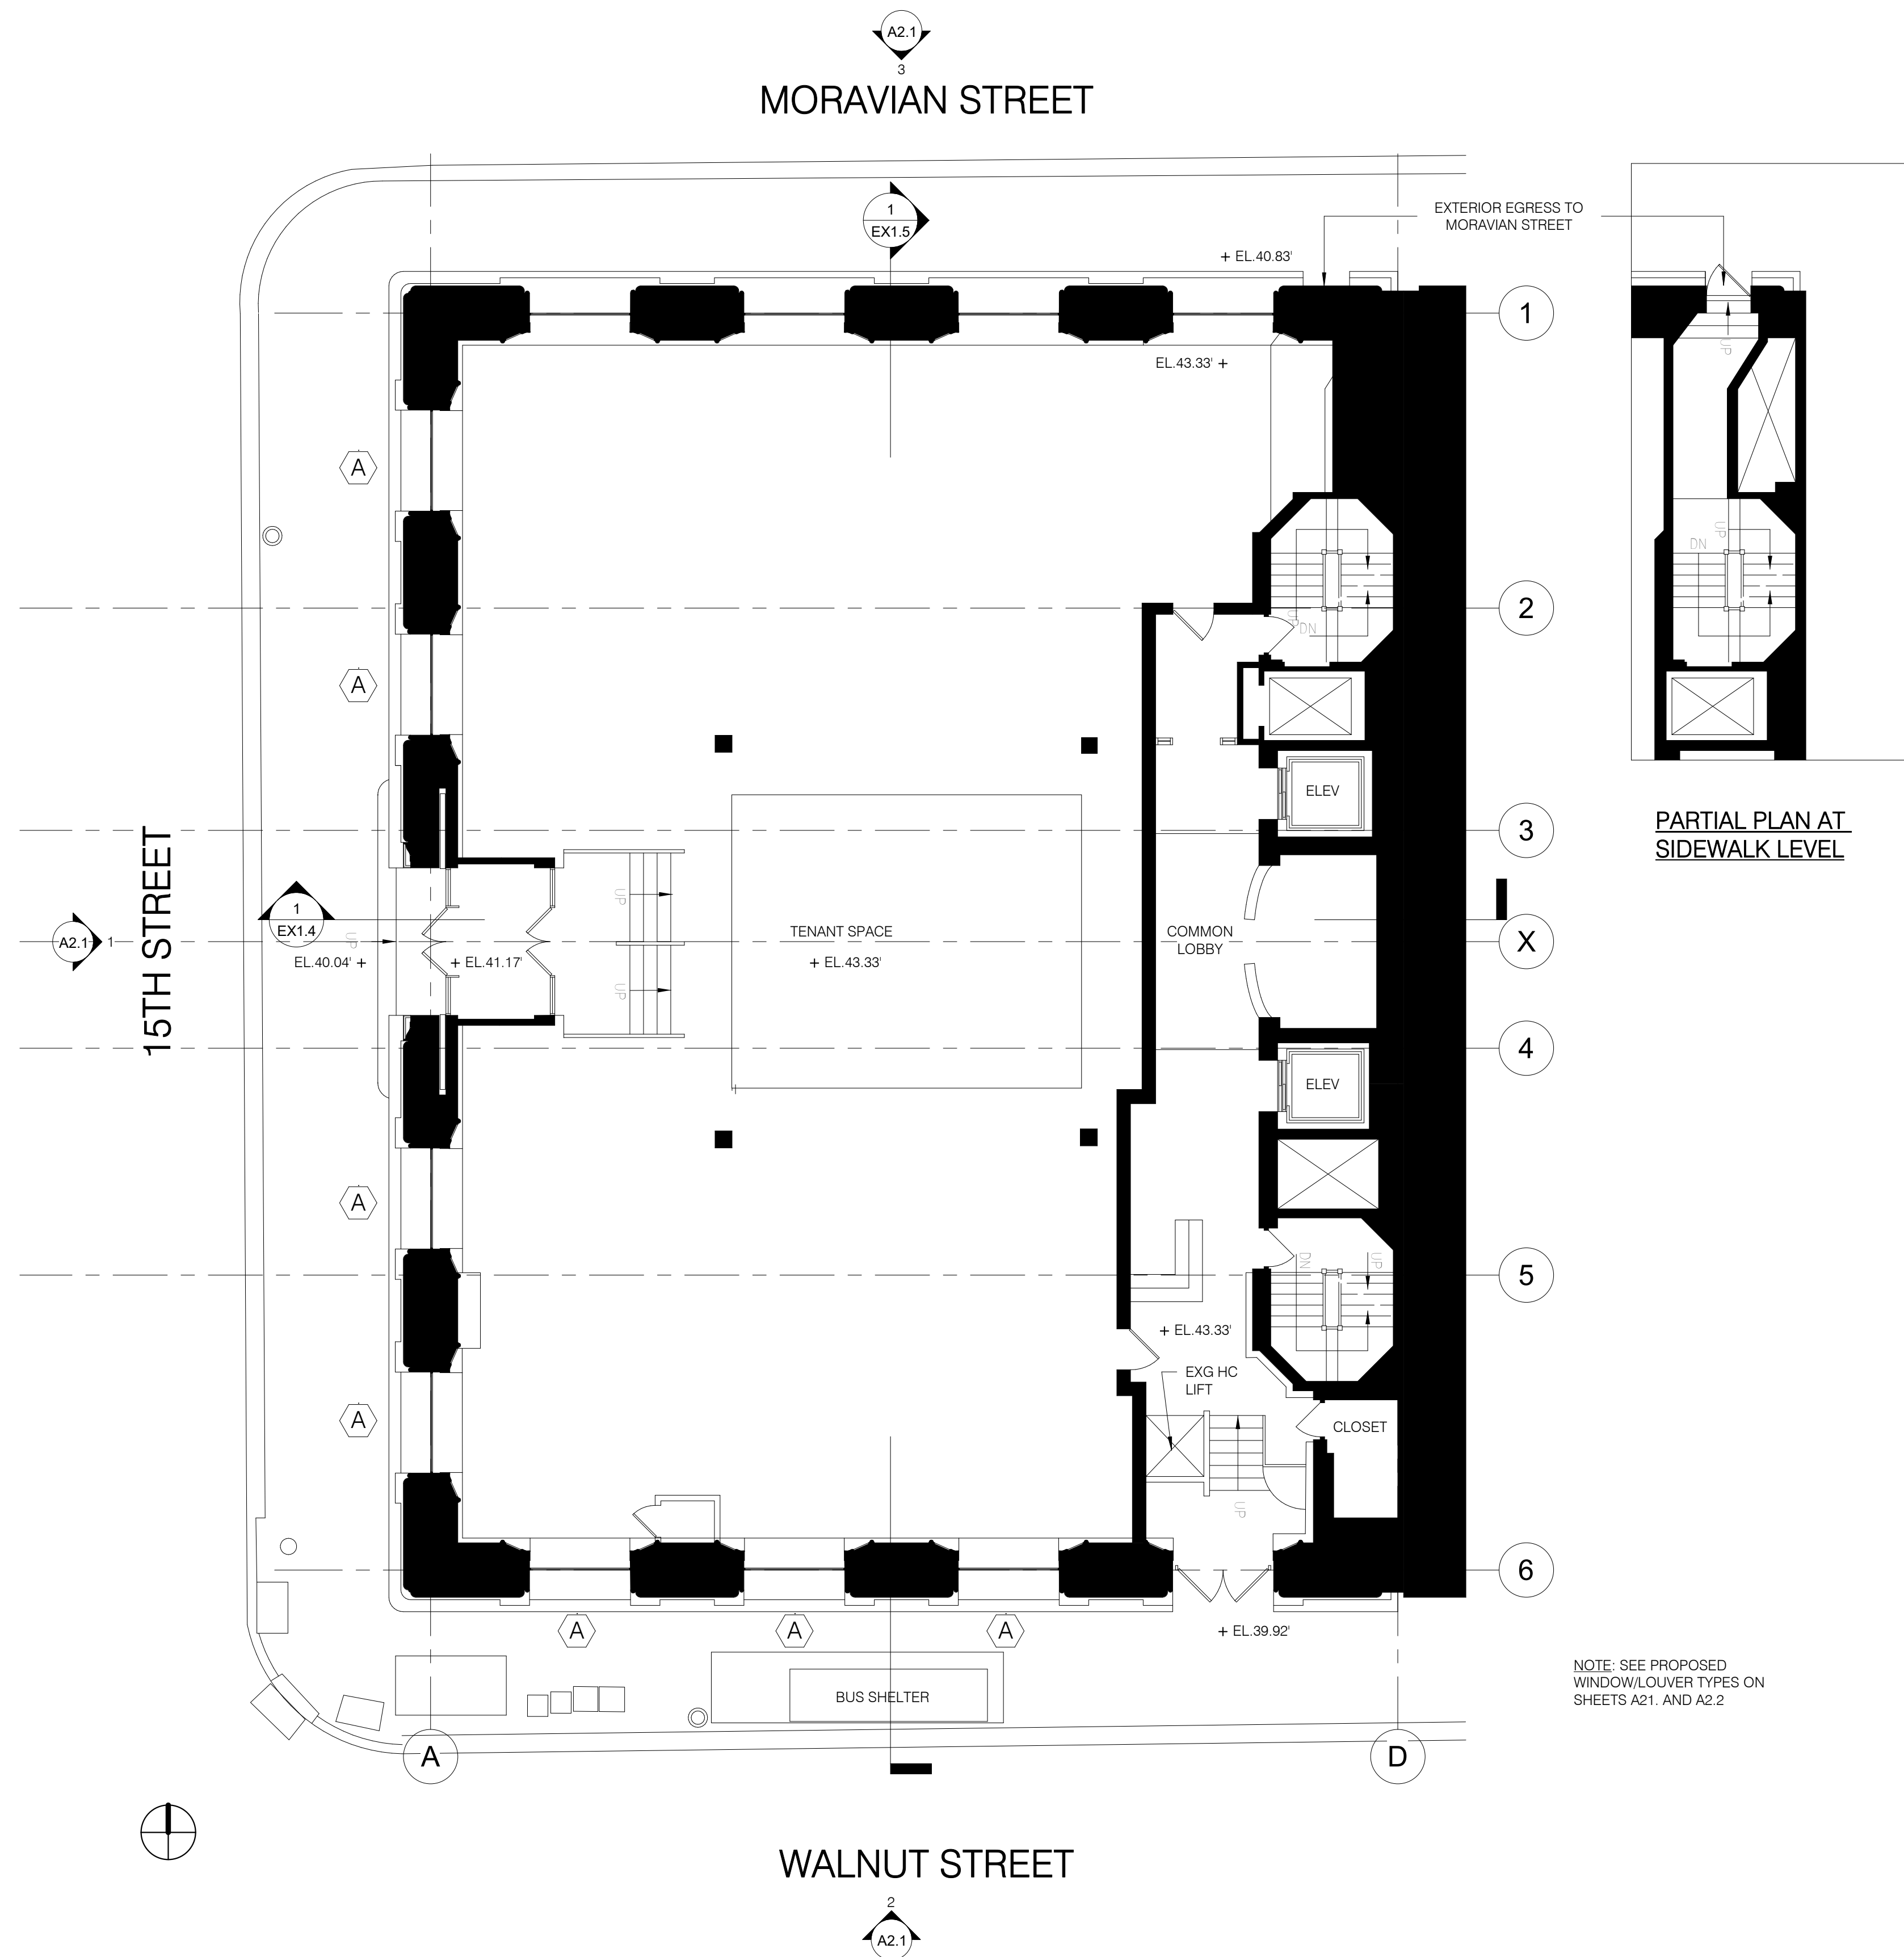 A2.1
3
MORAVIAN STREET
1
EX1.5
EXTERIOR EGRESS TO
MORAVIAN STREET
+ EL.40.83'
1
UP
EL.43.33' +
A
UP
DN
2
UP
DN
A
ELEV
3
PARTIAL PLAN AT
SIDEWALK LEVEL
15TH STREET
A2.1
1
1
EX1.4
UP
EL.40.04' +
+ EL.41.17'
UP
UP
TENANT SPACE
+ EL.43.33'
COMMON
LOBBY
X
4
ELEV
A
DN
UP
5
+ EL.43.33'
EXG HC
LIFT
A
CLOSET
UP
6
A
A
A
+ EL.39.92'
BUS SHELTER
NOTE: SEE PROPOSED
WINDOW/LOUVER TYPES ON
SHEETS A21. AND A2.2
A
D
WALNUT STREET
2
A2.1